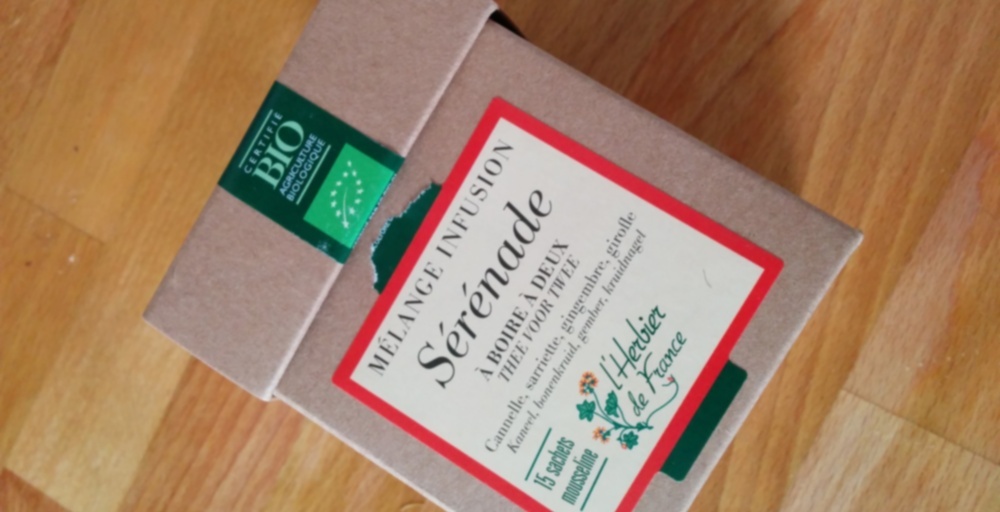 CERTIFIÉ
BIO
AGRICULTURE
BIOLOGIQUE
MÉLANGE INFUSION
Sérénade
À BOIRE À DEUX
THEE VOOR TWEE
Cannelle, sarriette, gingembre, girofle
Kaneel, bonenkruid, gember, kruidnagel
l'Herbier
de France
15 sachets
mousseline